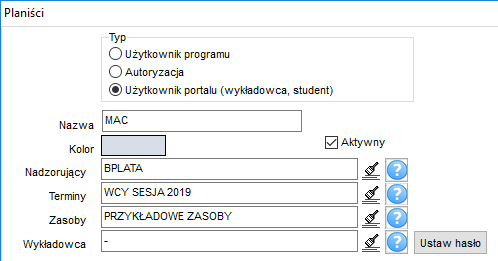 Planiści
Typ
Użytkownik programu
Autoryzacja
Użytkownik portalu (wykładowca, student)
Nazwa MAC
Kolor Aktywny
Nadzorujący BPLATA ?
Terminy WCY SESJA 2019 ?
Zasoby PRZYKŁADOWE ZASOBY ?
Wykładowca - ? Ustaw hasło